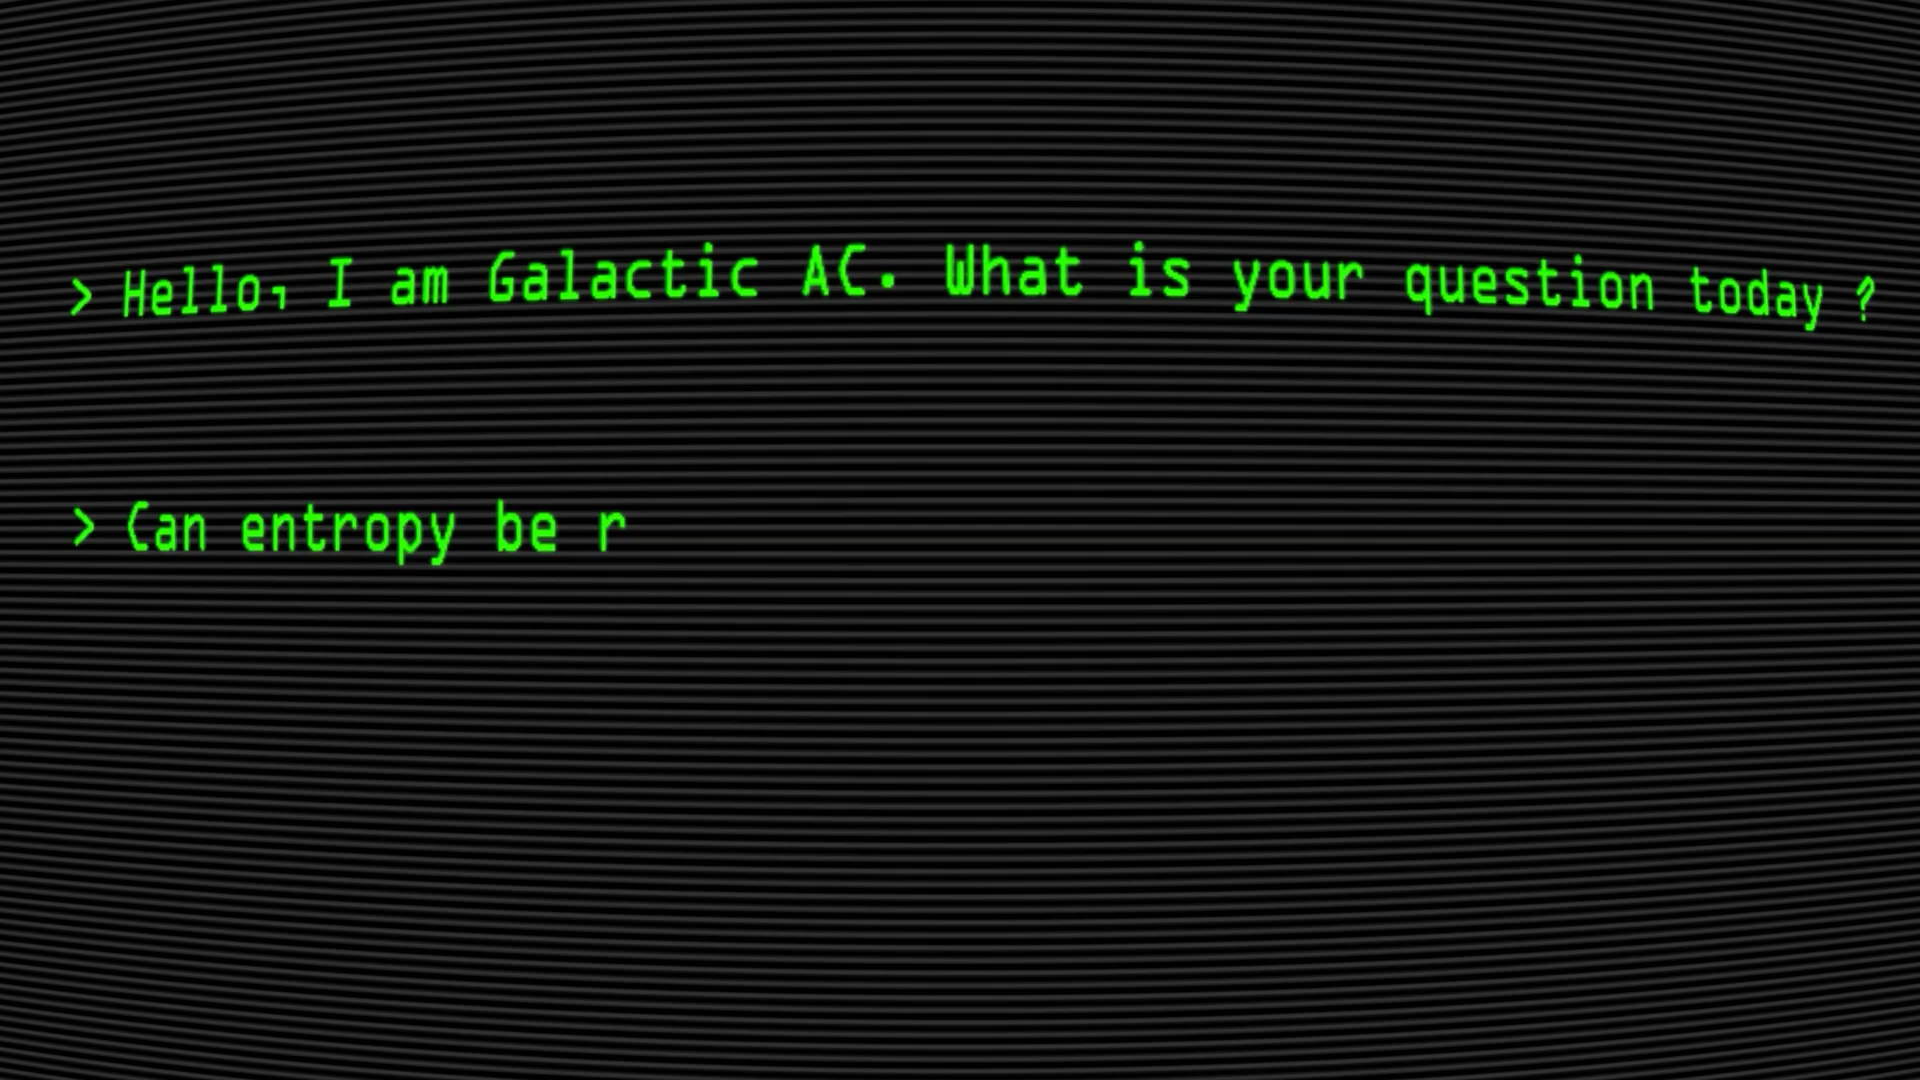 > Hello, I am Galactic AC. What is your question today ?
> Can entropy be r